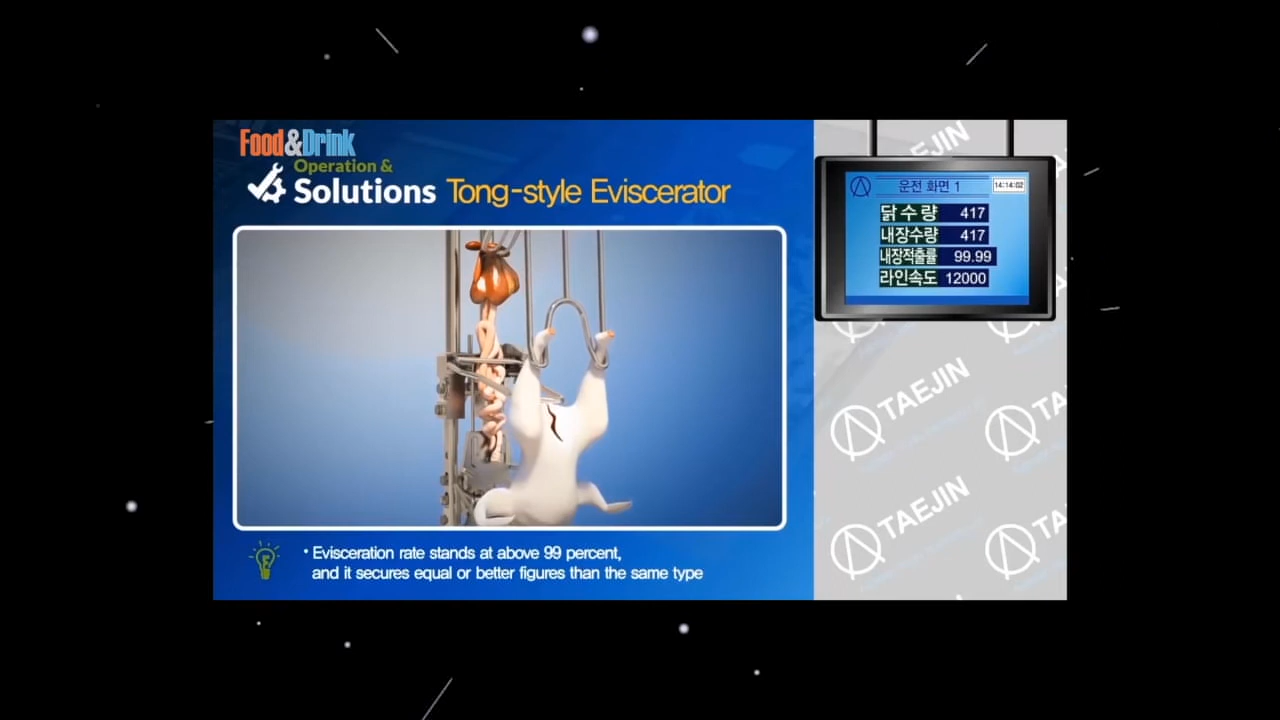 Food&Drink
Operation &
Solutions
Tong-style Eviscerator
• Evisceration rate stands at above 99 percent,
and it secures equal or better figures than the same type
운전 화면 1
14:14:02
닭 수 량 417
내장수량 417
내장적출률 99.99
라인속도 12000
TAEJIN
TAEJIN
TA
TAEJIN
TA